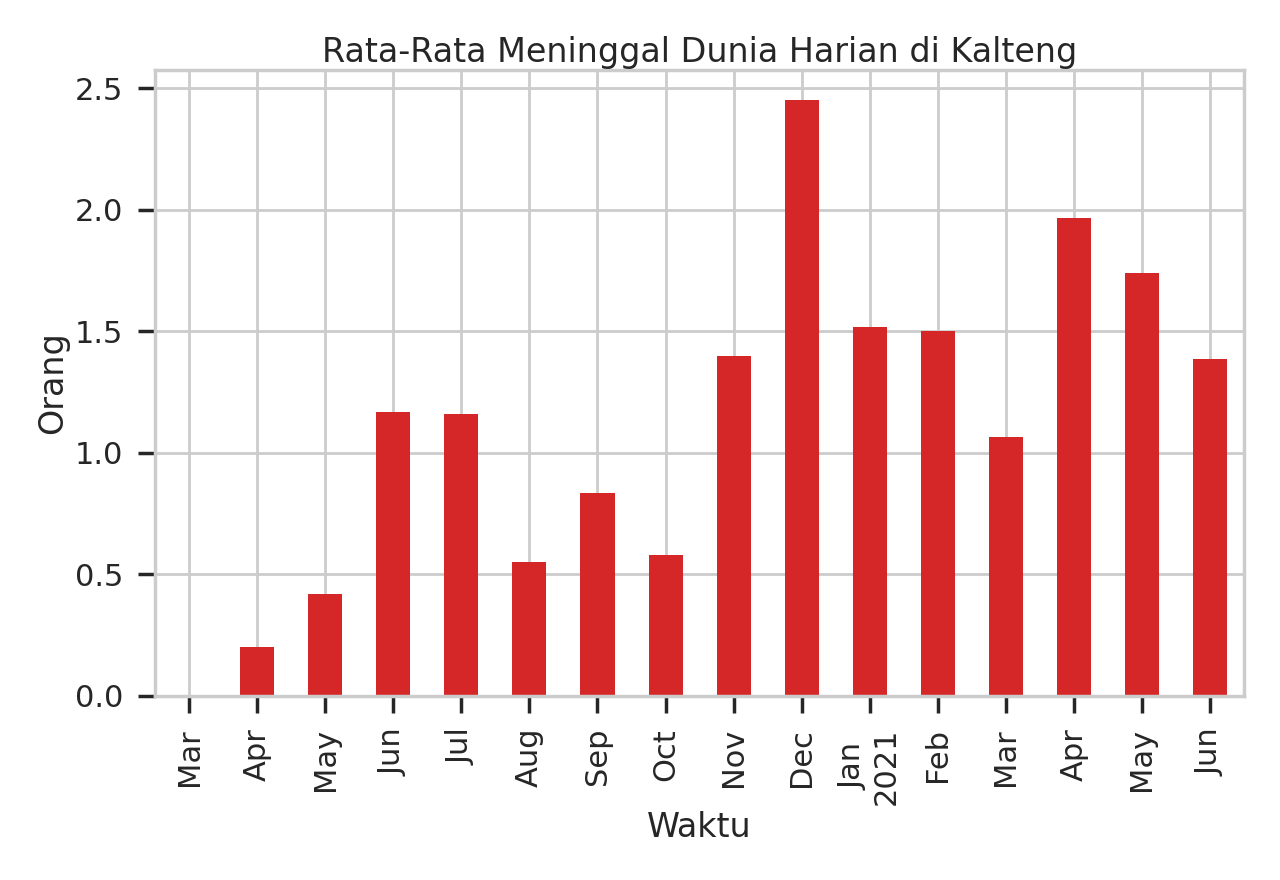 Rata-Rata Meninggal Dunia Harian di Kalteng
2.5
2.0
1.5
1.0
0.5
0.0
Orang
Mar
Apr
May
Jun
Jul
Aug
Sep
Oct
Nov
Dec
Jan
2021
Feb
Mar
Apr
May
Jun
Waktu